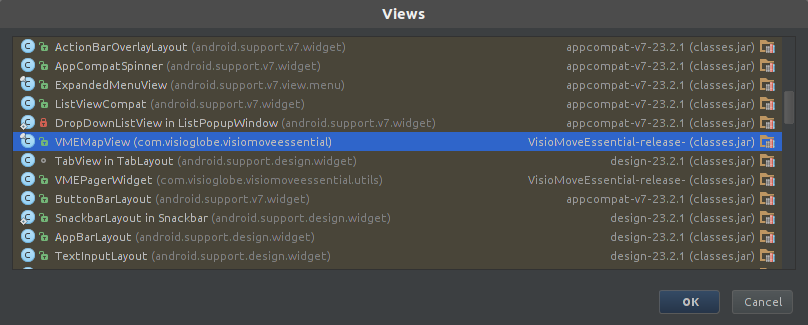 Views
ActionBarOverlayLayout (android.support.v7.widget) appcompat-v7-23.2.1 (classes.jar)
AppCompatSpinner (android.support.v7.widget) appcompat-v7-23.2.1 (classes.jar)
ExpandedMenuView (android.support.v7.view.menu) appcompat-v7-23.2.1 (classes.jar)
ListViewCompat (android.support.v7.widget) appcompat-v7-23.2.1 (classes.jar)
DropDownListView in ListPopupWindow (android.support.v7.widget) appcompat-v7-23.2.1 (classes.jar)
VMEMapView (com.visioglobe.visiomoveessential) VisioMoveEssential-release- (classes.jar)
TabView in TabLayout (android.support.design.widget) design-23.2.1 (classes.jar)
VMEPagerWidget (com.visioglobe.visiomoveessential.utils) VisioMoveEssential-release- (classes.jar)
ButtonBarLayout (android.support.v7.widget) appcompat-v7-23.2.1 (classes.jar)
SnackbarLayout in Snackbar (android.support.design.widget) design-23.2.1 (classes.jar)
AppBarLayout (android.support.design.widget) design-23.2.1 (classes.jar)
TextInputLayout (android.support.design.widget) design-23.2.1 (classes.jar)
OK Cancel